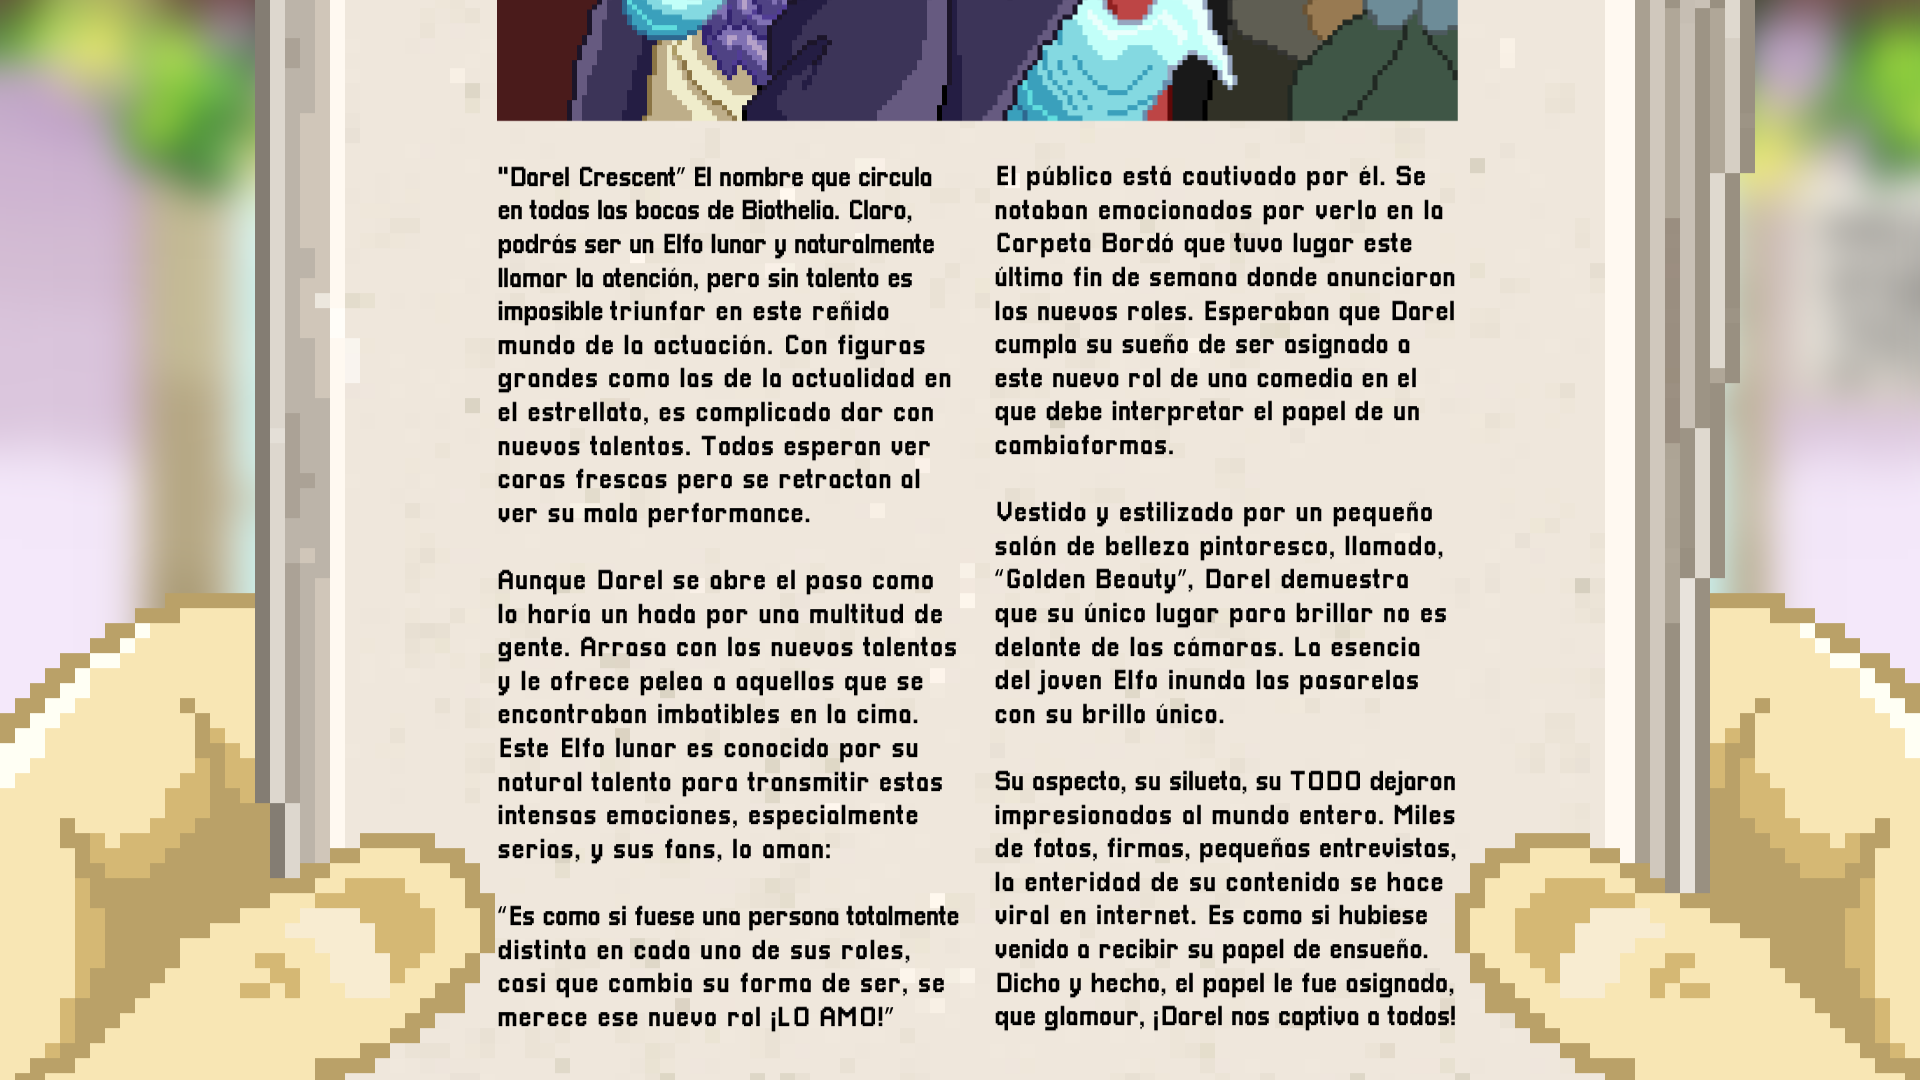 "Darel Crescent” El nombre que circula
en todas las bocas de Biothelia. Claro,
podrás ser un Elfo lunar y naturalmente
llamar la atención, pero sin talento es
imposible triunfar en este reñido
mundo de la actuación. Con figuras
grandes como las de la actualidad en
el estrellato, es complicado dar con
nuevos talentos. Todos esperan ver
caras frescas pero se retractan al
ver su mala performance.
Aunque Darel se abre el paso como
lo haría un hada por una multitud de
gente. Arrasa con los nuevos talentos
y le ofrece pelea a aquellos que se
encontraban imbatibles en la cima.
Este Elfo lunar es conocido por su
natural talento para transmitir estas
intensas emociones, especialmente
serias, y sus fans, lo aman:
“Es como si fuese una persona totalmente
distinta en cada uno de sus roles,
casi que cambia su forma de ser, se
merece ese nuevo rol ¡LO AMO!”
El público está cautivado por él. Se
notaban emocionados por verlo en la
Carpeta Bordó que tuvo lugar este
último fin de semana donde anunciaron
los nuevos roles. Esperaban que Darel
cumpla su sueño de ser asignado a
este nuevo rol de una comedia en el
que debe interpretar el papel de un
cambiaformas.
Vestido y estilizado por un pequeño
salón de belleza pintoresco, llamado,
“Golden Beauty”, Darel demuestra
que su único lugar para brillar no es
delante de las cámaras. La esencia
del joven Elfo inunda las pasarelas
con su brillo único.
Su aspecto, su silueta, su TODO dejaron
impresionados al mundo entero. Miles
de fotos, firmas, pequeñas entrevistas,
la enteridad de su contenido se hace
viral en internet. Es como si hubiese
venido a recibir su papel de ensueño.
Dicho y hecho, el papel le fue asignado,
que glamour, ¡Darel nos captiva a todos!